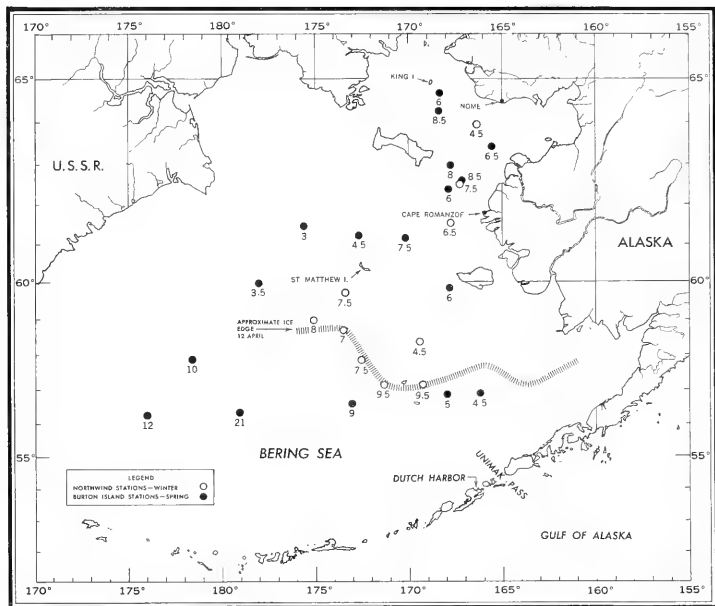 170° 175° 180° 175° 170° 165° 160° 155°
65° 65°
KING I.
6
NOME
8.5
4.5
6 5
U.S.S.R.
8
8 5
7.5
6
CAPE ROMANZOF
6.5
3
4 5
7 5
ALASKA
ST MATTHEW I.
60° 60°
3.5
7.5
6
APPROXIMATE ICE
EDGE
12 APRIL
8
7
4.5
7 5
10
9 5
9.5
5
4 5
9
12
21
55° 55°
BERING SEA
LEGEND
NORTHWIND STATIONS—WINTER
BURTON ISLAND STATIONS—SPRING
UNIMAK PASS
DUTCH HARBOR
GULF OF ALASKA
170° 175° 180° 175° 170° 165° 160° 155°